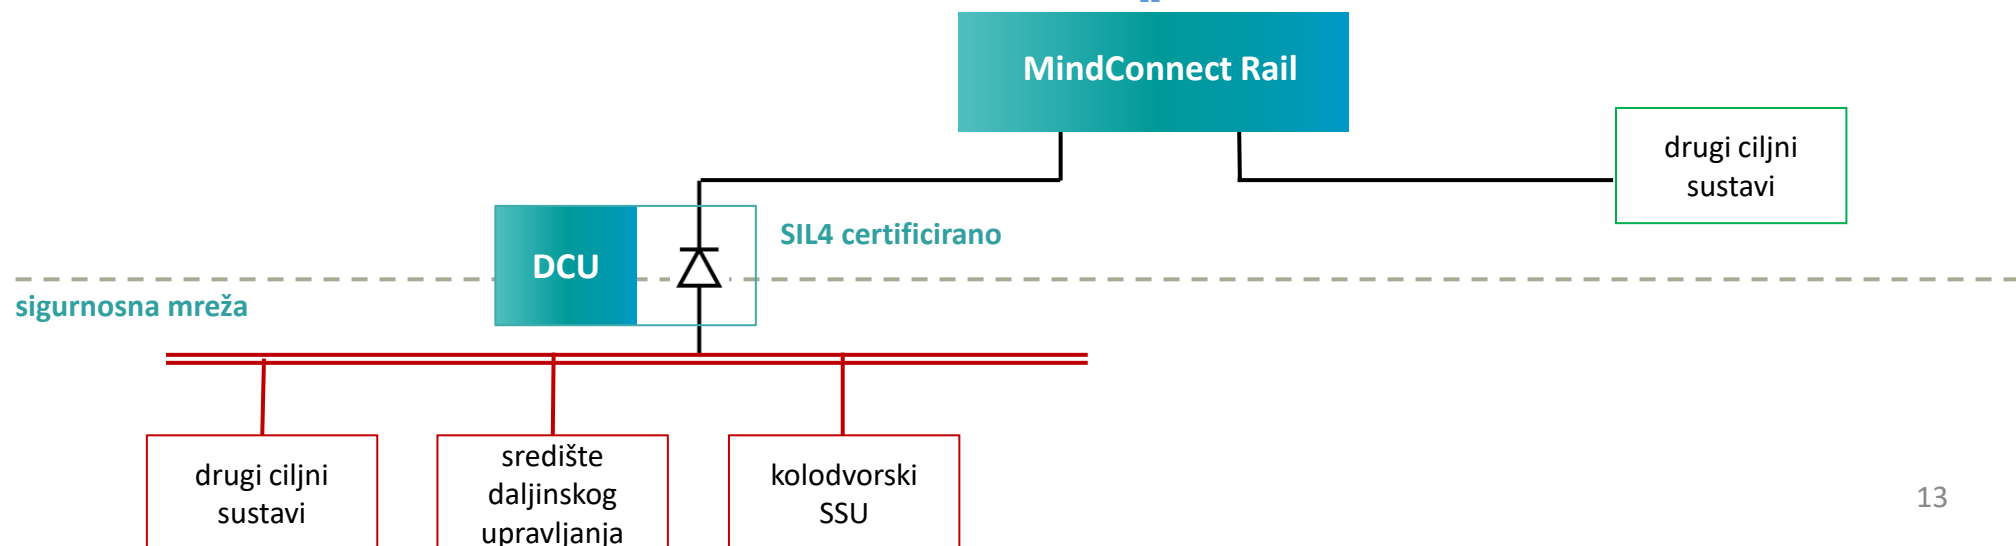 MindConnect Rail
drugi ciljni
sustavi
SIL4 certificirano
DCU
sigurnosna mreža
drugi ciljni
sustavi
središte
daljinskog
upravljanja
kolodvorski
SSU
13